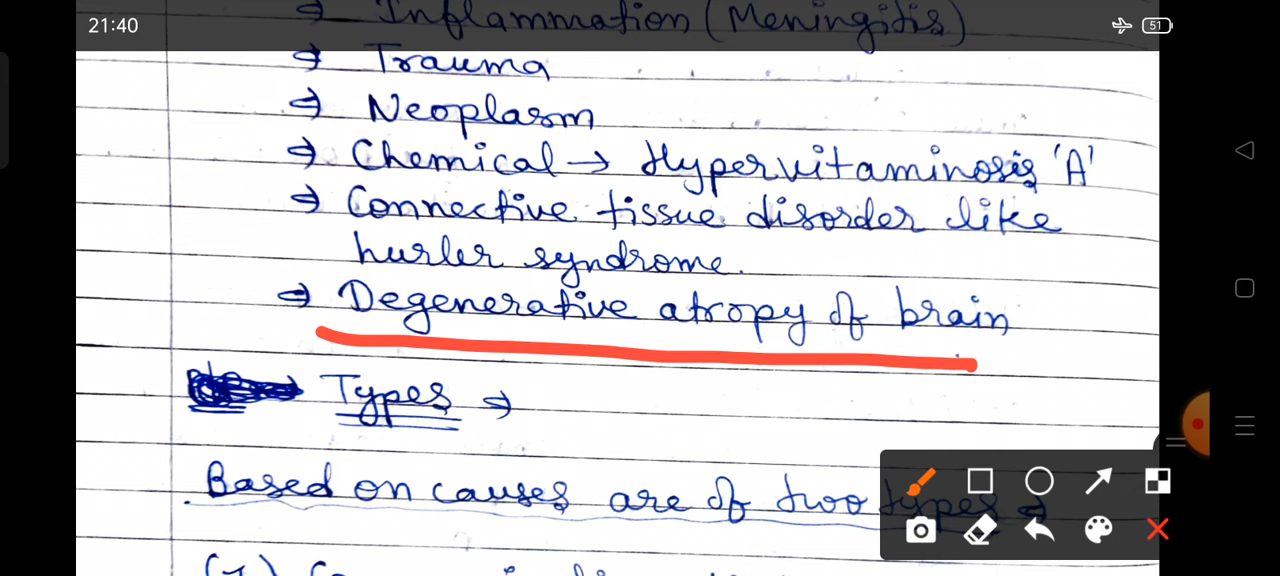 ⇒ Inflammation (Meningitis)
21:40
51
⇒ Trauma
⇒ Neoplasm
⇒ Chemical → Hypervitaminosis 'A'
⇒ Connective tissue disorder like
hurler syndrome.
⇒ Degenerative atropy of brain
Types ⇒
Based on causes are of two types ⇒